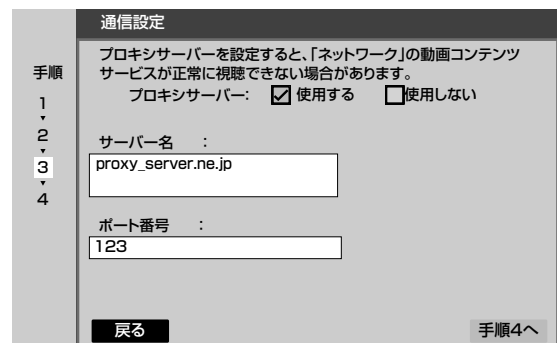 通信設定
プロキシサーバーを設定すると、「ネットワーク」の動画コンテンツ
サービスが正常に視聴できない場合があります。
プロキシサーバー: 使用する 使用しない
手順
1
2
3
4
サーバー名 :
proxy_server.ne.jp
ポート番号 :
123
戻る
手順4へ